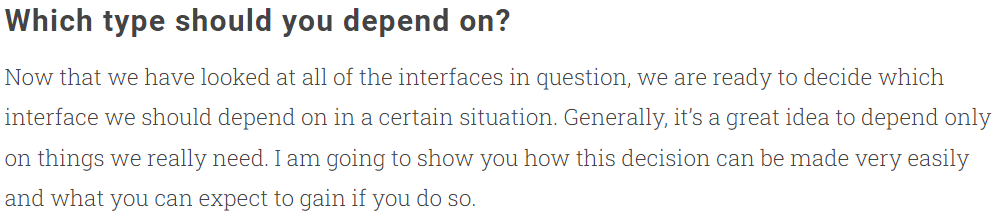 Which type should you depend on?
Now that we have looked at all of the interfaces in question, we are ready to decide which
interface we should depend on in a certain situation. Generally, it’s a great idea to depend only
on things we really need. I am going to show you how this decision can be made very easily
and what you can expect to gain if you do so.